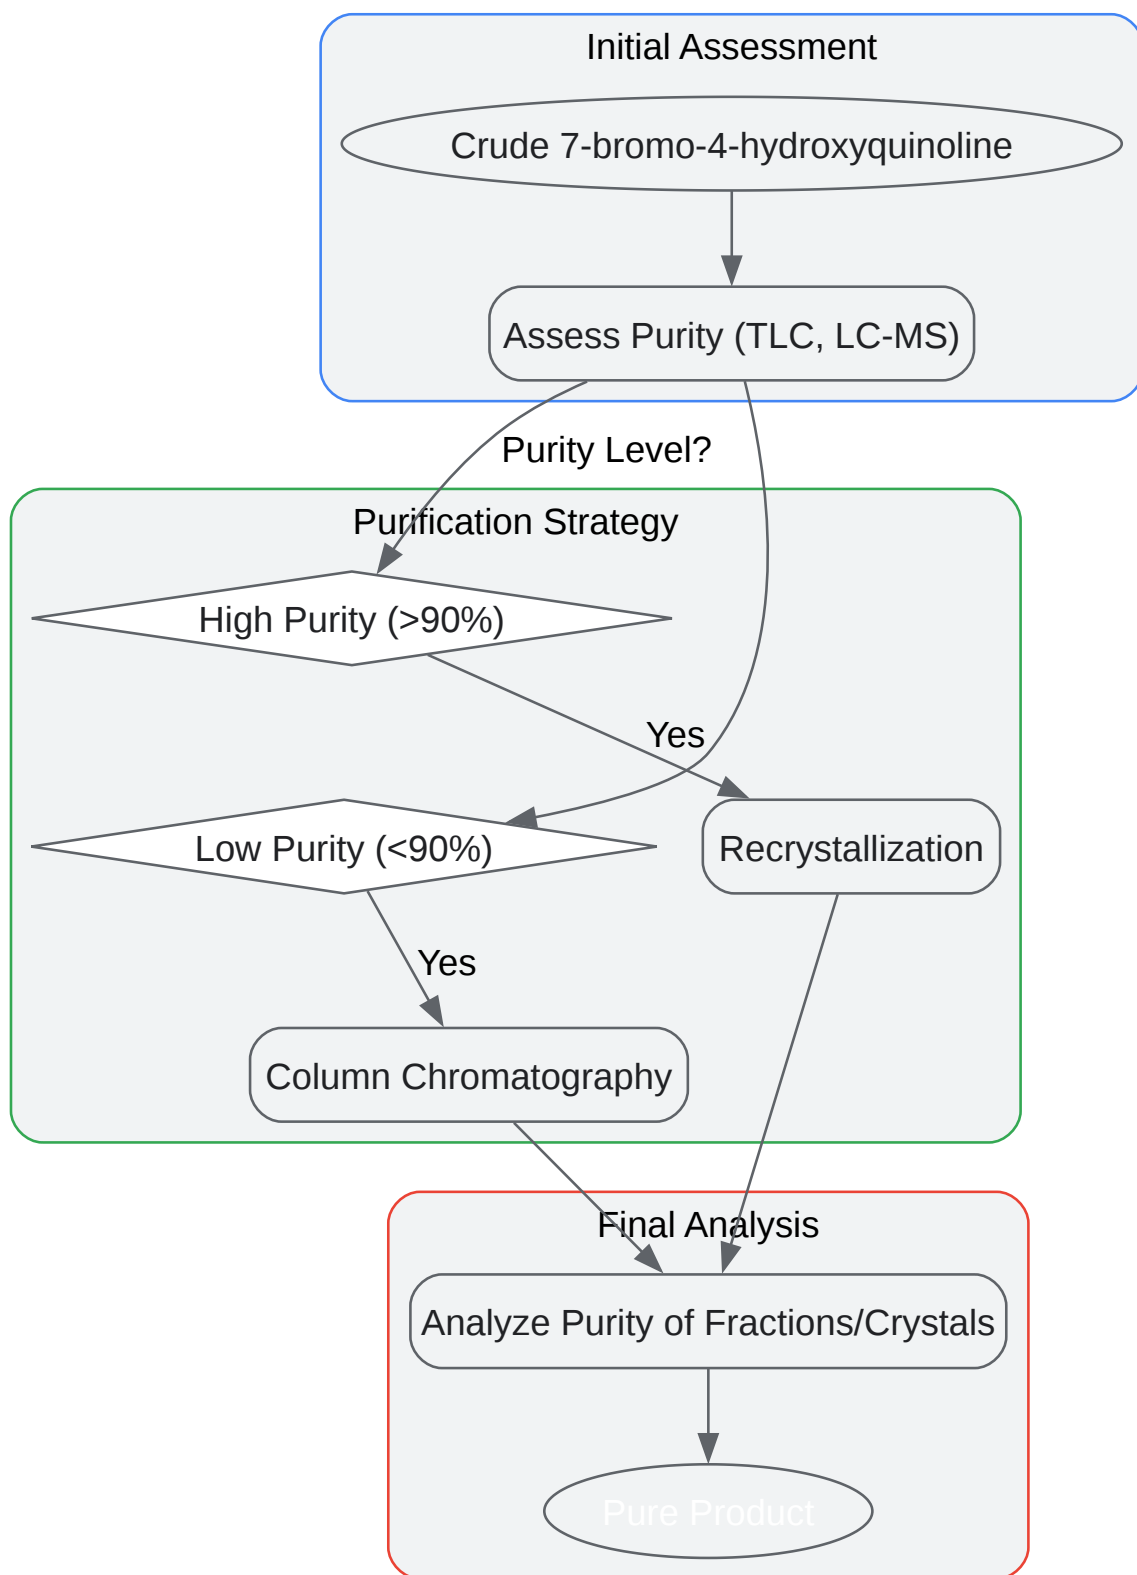 Initial Assessment
Crude 7-bromo-4-hydroxyquinoline
Assess Purity (TLC, LC-MS)
Purity Level?
Purification Strategy
High Purity (>90%)
Yes
Low Purity (<90%)
Recrystallization
Yes
Column Chromatography
Final Analysis
Analyze Purity of Fractions/Crystals
Pure Product